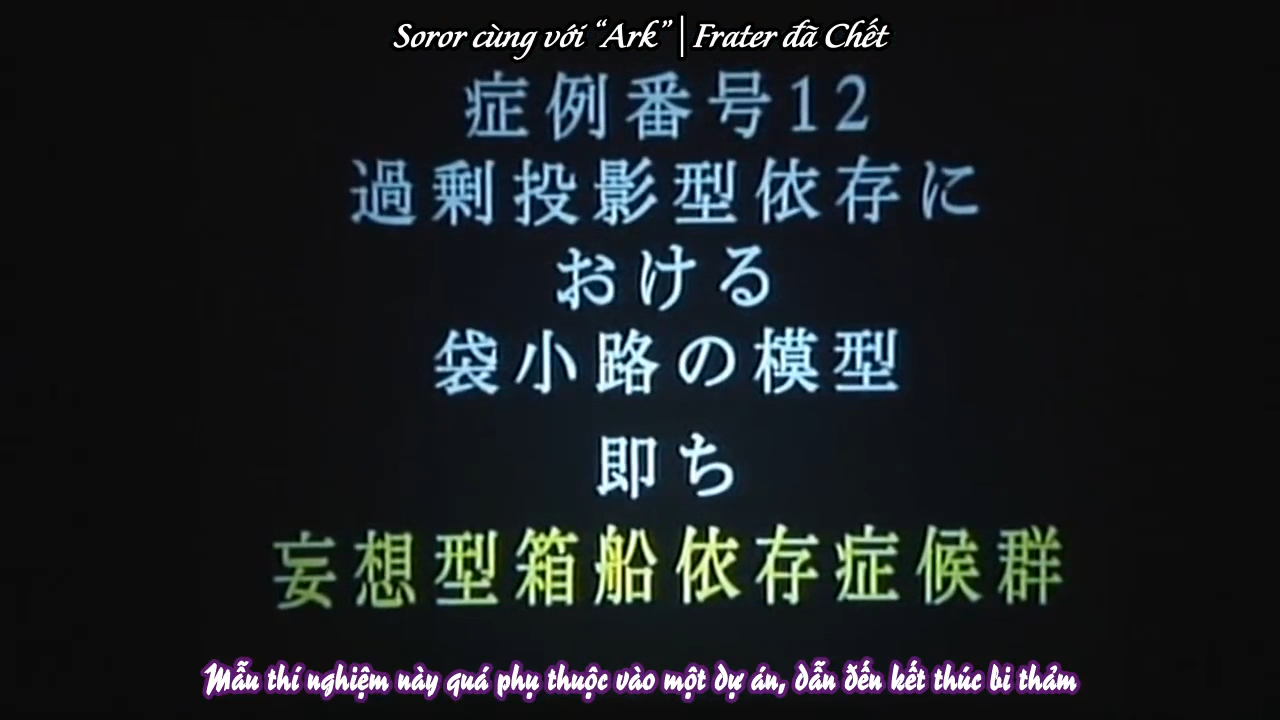 Soror cùng với “Ark” | Frater đã Chết
症例番号12
過剰投影型依存に
おける
袋小路の模型
即ち
妄想型箱船依存症候群
Mẫu thí nghiệm này quá phụ thuộc vào một dự án, dẫn đến kết thúc bi thảm